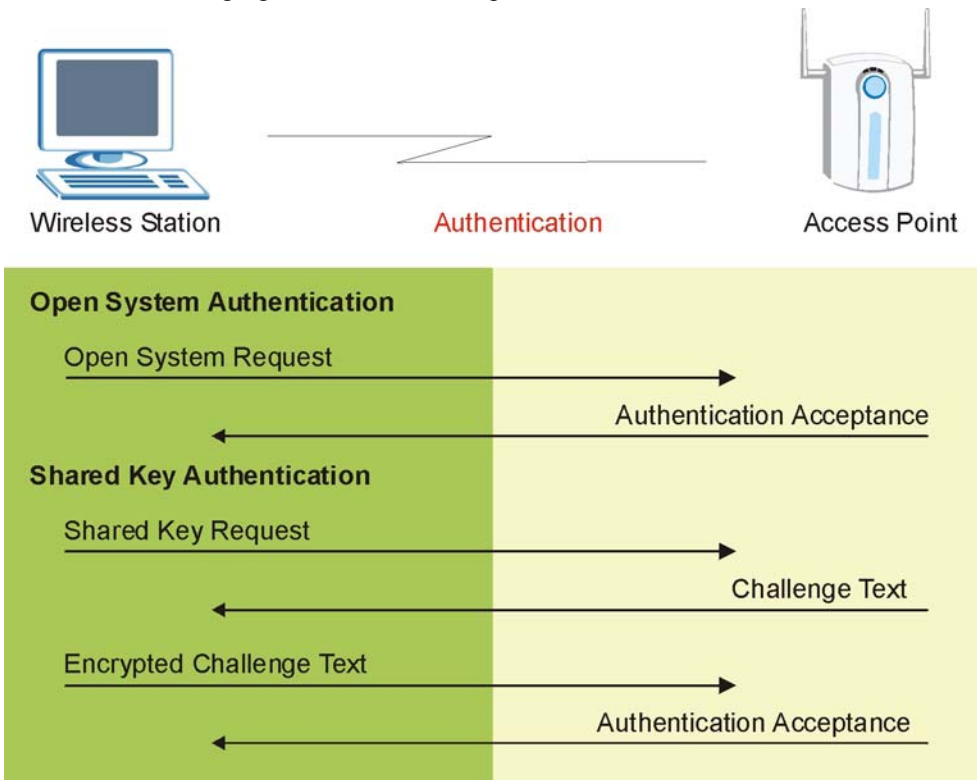 Wireless Station
Authentication
Access Point
Open System Authentication
Open System Request
Authentication Acceptance
Shared Key Authentication
Shared Key Request
Challenge Text
Encrypted Challenge Text
Authentication Acceptance